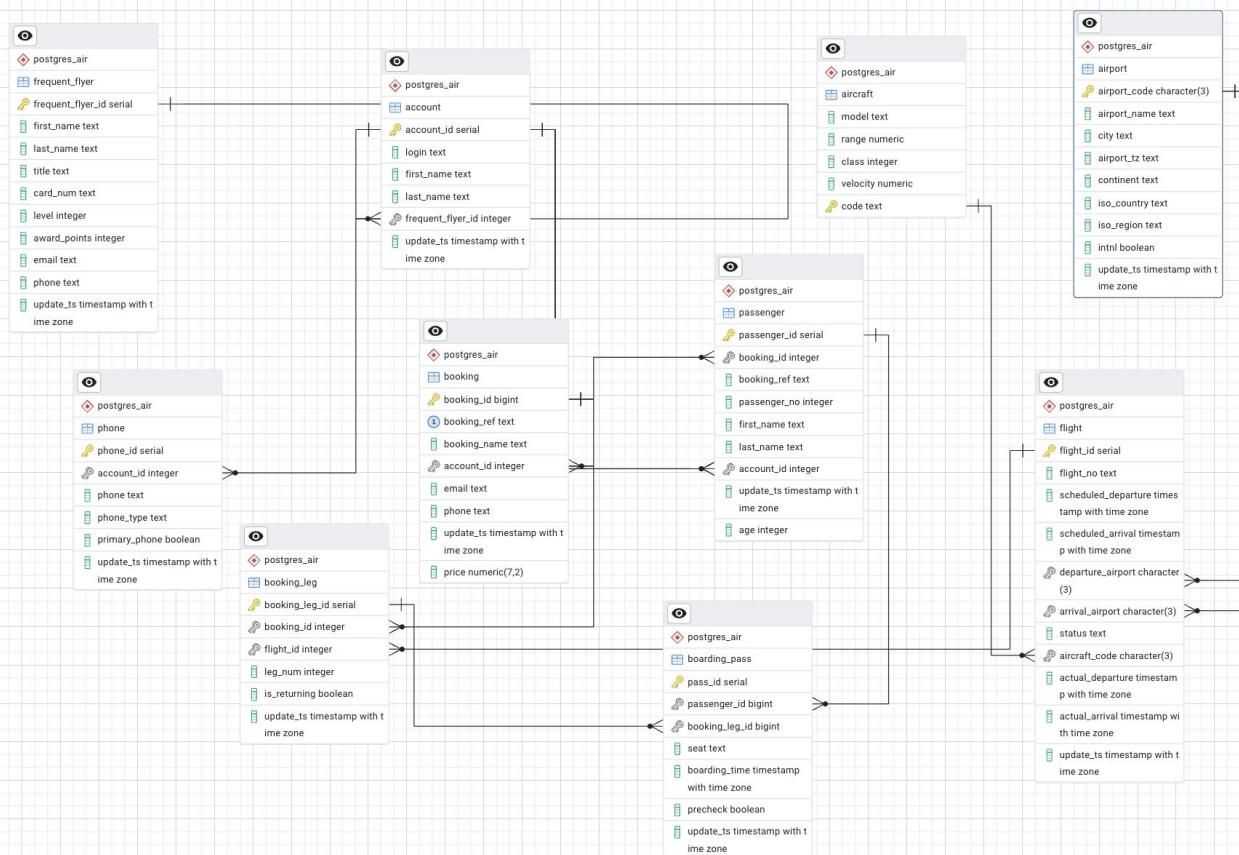 postgres_air
frequent_flyer
frequent_flyer_id serial
first_name text
last_name text
title text
card_num text
level integer
award_points integer
email text
phone text
update_ts timestamp with t
ime zone
postgres_air
account
account_id serial
login text
first_name text
last_name text
frequent_flyer_id integer
update_ts timestamp with t
ime zone
postgres_air
aircraft
model text
range numeric
class integer
velocity numeric
code text
postgres_air
airport
airport_code character(3)
airport_name text
city text
airport_tz text
continent text
iso_country text
iso_region text
intnl boolean
update_ts timestamp with t
ime zone
postgres_air
phone
phone_id serial
account_id integer
phone text
phone_type text
primary_phone boolean
update_ts timestamp with t
ime zone
postgres_air
booking
booking_id bigint
1 booking_ref text
booking_name text
account_id integer
email text
phone text
update_ts timestamp with t
ime zone
price numeric(7,2)
postgres_air
passenger
passenger_id serial
booking_id integer
booking_ref text
passenger_no integer
first_name text
last_name text
account_id integer
update_ts timestamp with t
ime zone
age integer
postgres_air
flight
flight_id serial
flight_no text
scheduled_departure times
tamp with time zone
scheduled_arrival timestam
p with time zone
departure_airport character
(3)
arrival_airport character(3)
status text
aircraft_code character(3)
actual_departure timestam
p with time zone
actual_arrival timestamp wi
th time zone
update_ts timestamp with t
ime zone
postgres_air
booking_leg
booking_leg_id serial
booking_id integer
flight_id integer
leg_num integer
is_returning boolean
update_ts timestamp with t
ime zone
postgres_air
boarding_pass
pass_id serial
passenger_id bigint
booking_leg_id bigint
seat text
boarding_time timestamp
with time zone
precheck boolean
update_ts timestamp with t
ime zone